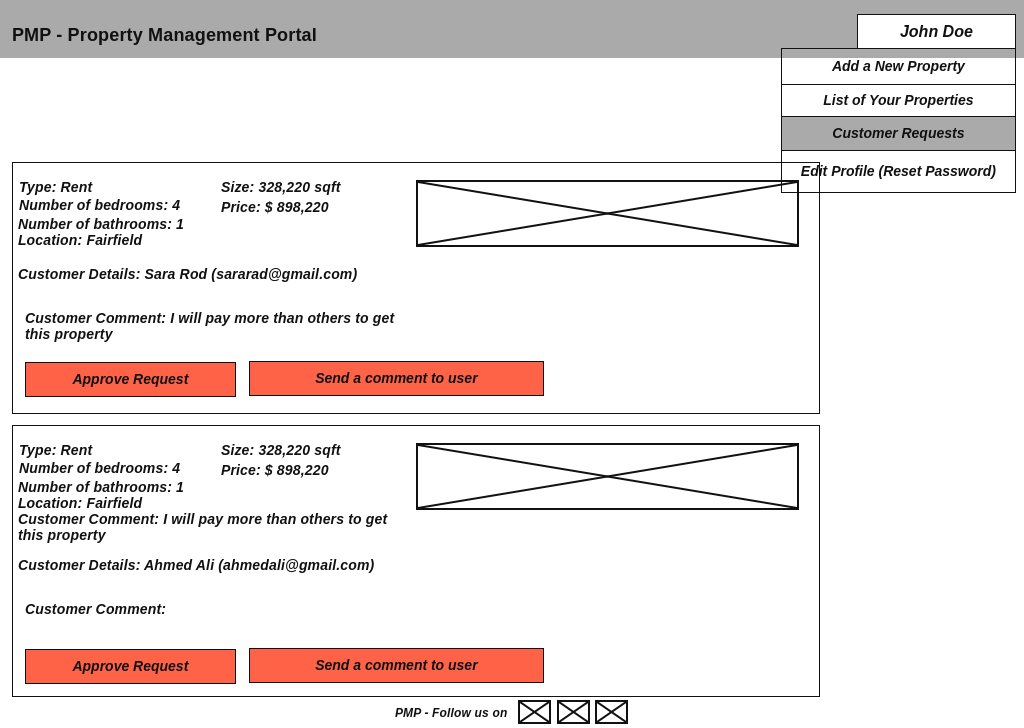 PMP - Property Management Portal
John Doe
Add a New Property
List of Your Properties
Customer Requests
Edit Profile (Reset Password)
Type: Rent
Number of bedrooms: 4
Number of bathrooms: 1
Location: Fairfield
Size: 328,220 sqft
Price: $ 898,220
Customer Details: Sara Rod (sararad@gmail.com)
Customer Comment: I will pay more than others to get
this property
Approve Request
Send a comment to user
Type: Rent
Number of bedrooms: 4
Number of bathrooms: 1
Location: Fairfield
Size: 328,220 sqft
Price: $ 898,220
Customer Comment: I will pay more than others to get
this property
Customer Details: Ahmed Ali (ahmedali@gmail.com)
Customer Comment:
Approve Request
Send a comment to user
PMP - Follow us on